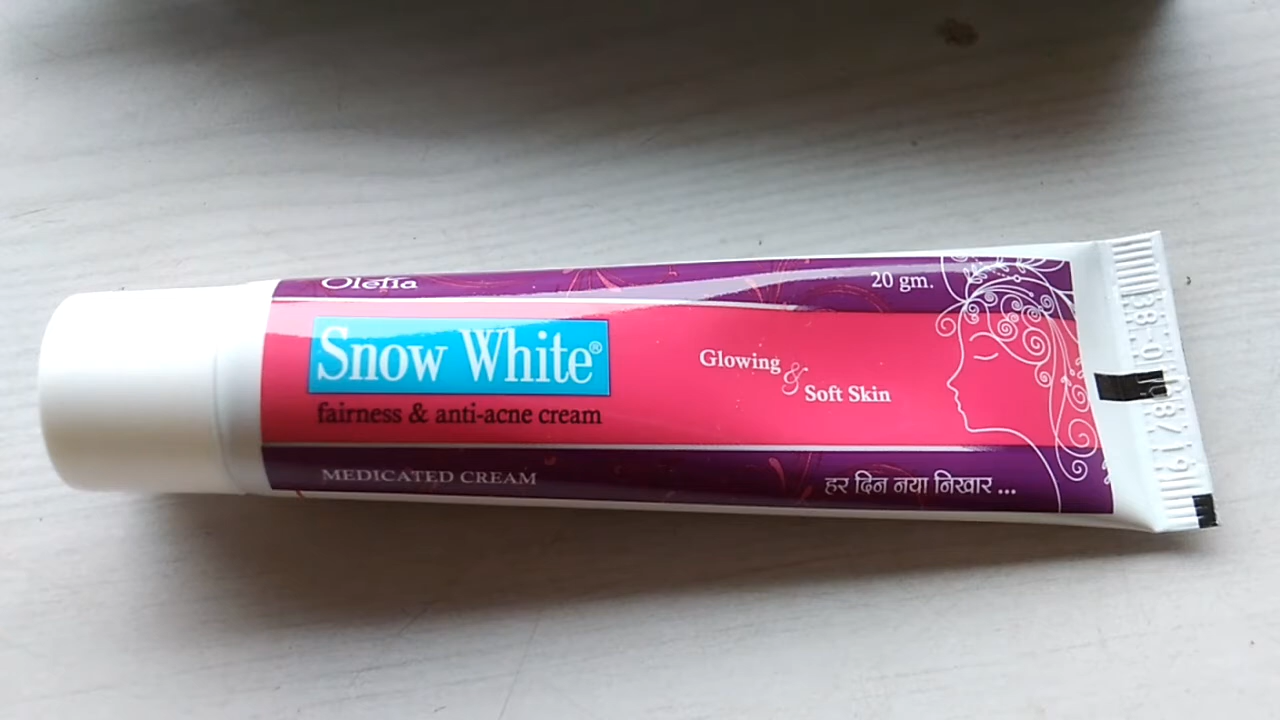 Olefia
20 gm.
Snow White®
fairness & anti-acne cream
Glowing
&
Soft Skin
MEDICATED CREAM
हर दिन नया निखार ...